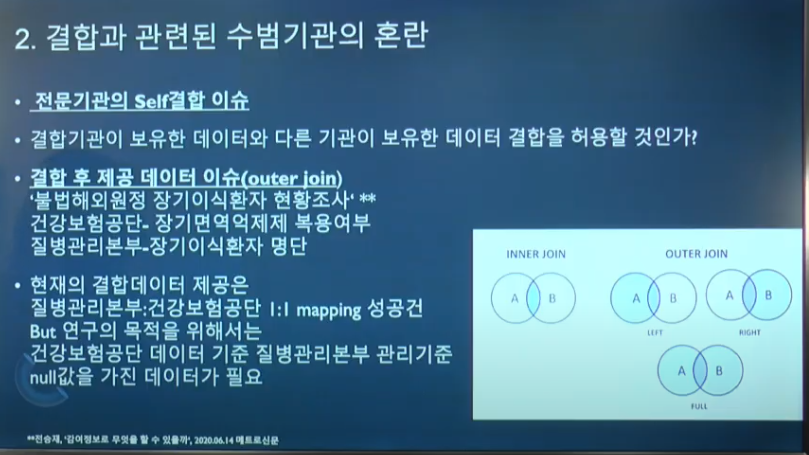 2. 결합과 관련된 수범기관의 혼란
• 전문기관의 Self결합 이슈
• 결합기관이 보유한 데이터와 다른 기관이 보유한 데이터 결합을 허용할 것인가?
• 결합 후 제공 데이터 이슈(outer join)
‘불법해외원정 장기이식환자 현황조사‘ **
건강보험공단- 장기면역억제제 복용여부
질병관리본부-장기이식환자 명단
• 현재의 결합데이터 제공은
질병관리본부:건강보험공단 1:1 mapping 성공건
But 연구의 목적을 위해서는
건강보험공단 데이터 기준 질병관리본부 관리기준
null값을 가진 데이터가 필요
INNER JOIN
OUTER JOIN
A B
A B
A B
LEFT
RIGHT
A B
FULL
**전승재, ‘감여정보로 무엇을 할 수 있을까’, 2020.06.14 메트로신문